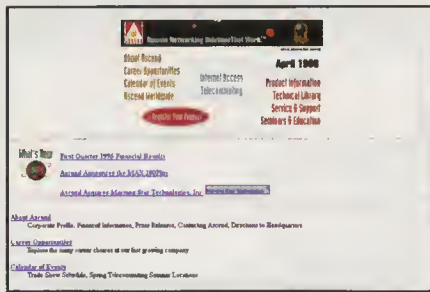 ASCEND
Remote Networking Solutions That Work.™
April 1996
About Ascend
Career Opportunities
Calendar of Events
Ascend Worldwide
Internet Access
Telecommuting
Product Information
Technical Library
Service & Support
Seminars & Education
Register Your Product
What's New
First Quarter 1996 Financial Results
Ascend Announces the MAX 200Plus
Ascend Acquires Morning Star Technologies, Inc.
About Ascend
Corporate Profile, Financial Information, Press Releases, Contacting Ascend, Directions to Headquarters
Career Opportunities
Explore the many career choices at our fast growing company
Calendar of Events
Trade Show Schedule, Spring Telecommuting Seminar Locations